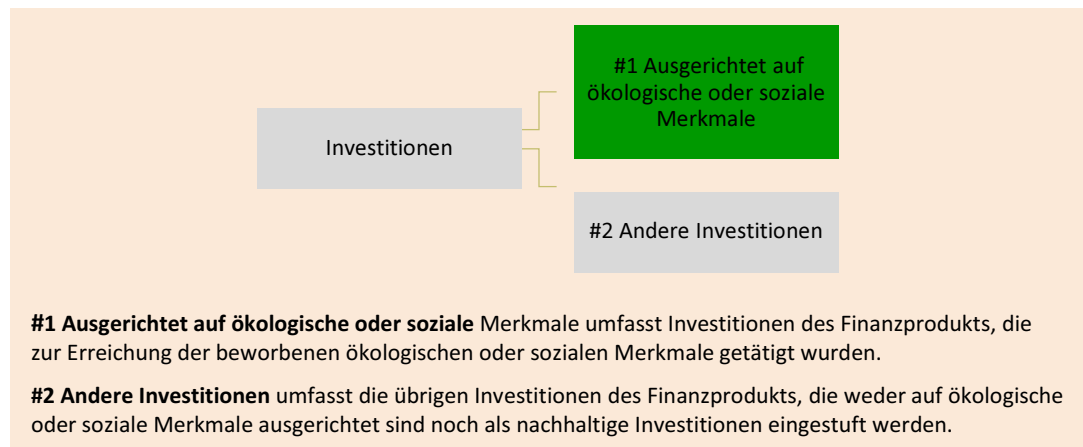 #1 Ausgerichtet auf
ökologische oder soziale
Merkmale
Investitionen
#2 Andere Investitionen
#1 Ausgerichtet auf ökologische oder soziale Merkmale umfasst Investitionen des Finanzprodukts, die
zur Erreichung der beworbenen ökologischen oder sozialen Merkmale getätigt wurden.
#2 Andere Investitionen umfasst die übrigen Investitionen des Finanzprodukts, die weder auf ökologische
oder soziale Merkmale ausgerichtet sind noch als nachhaltige Investitionen eingestuft werden.